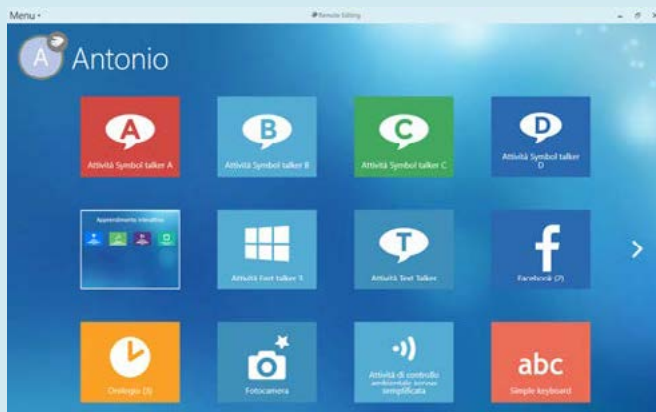 Menu
Remote Editing
A
Antonio
A
Attività Symbol talker A
B
Attività Symbol talker B
C
Attività Symbol talker C
D
Attività Symbol talker
D
Apprendimento interattivo
Attività Fast talker 3
T
Attività Text Talker
f
Facebook (2)
Orologio (3)
Fotocamera
Attività di controllo
ambientale
semplificata
abc
Simple keyboard